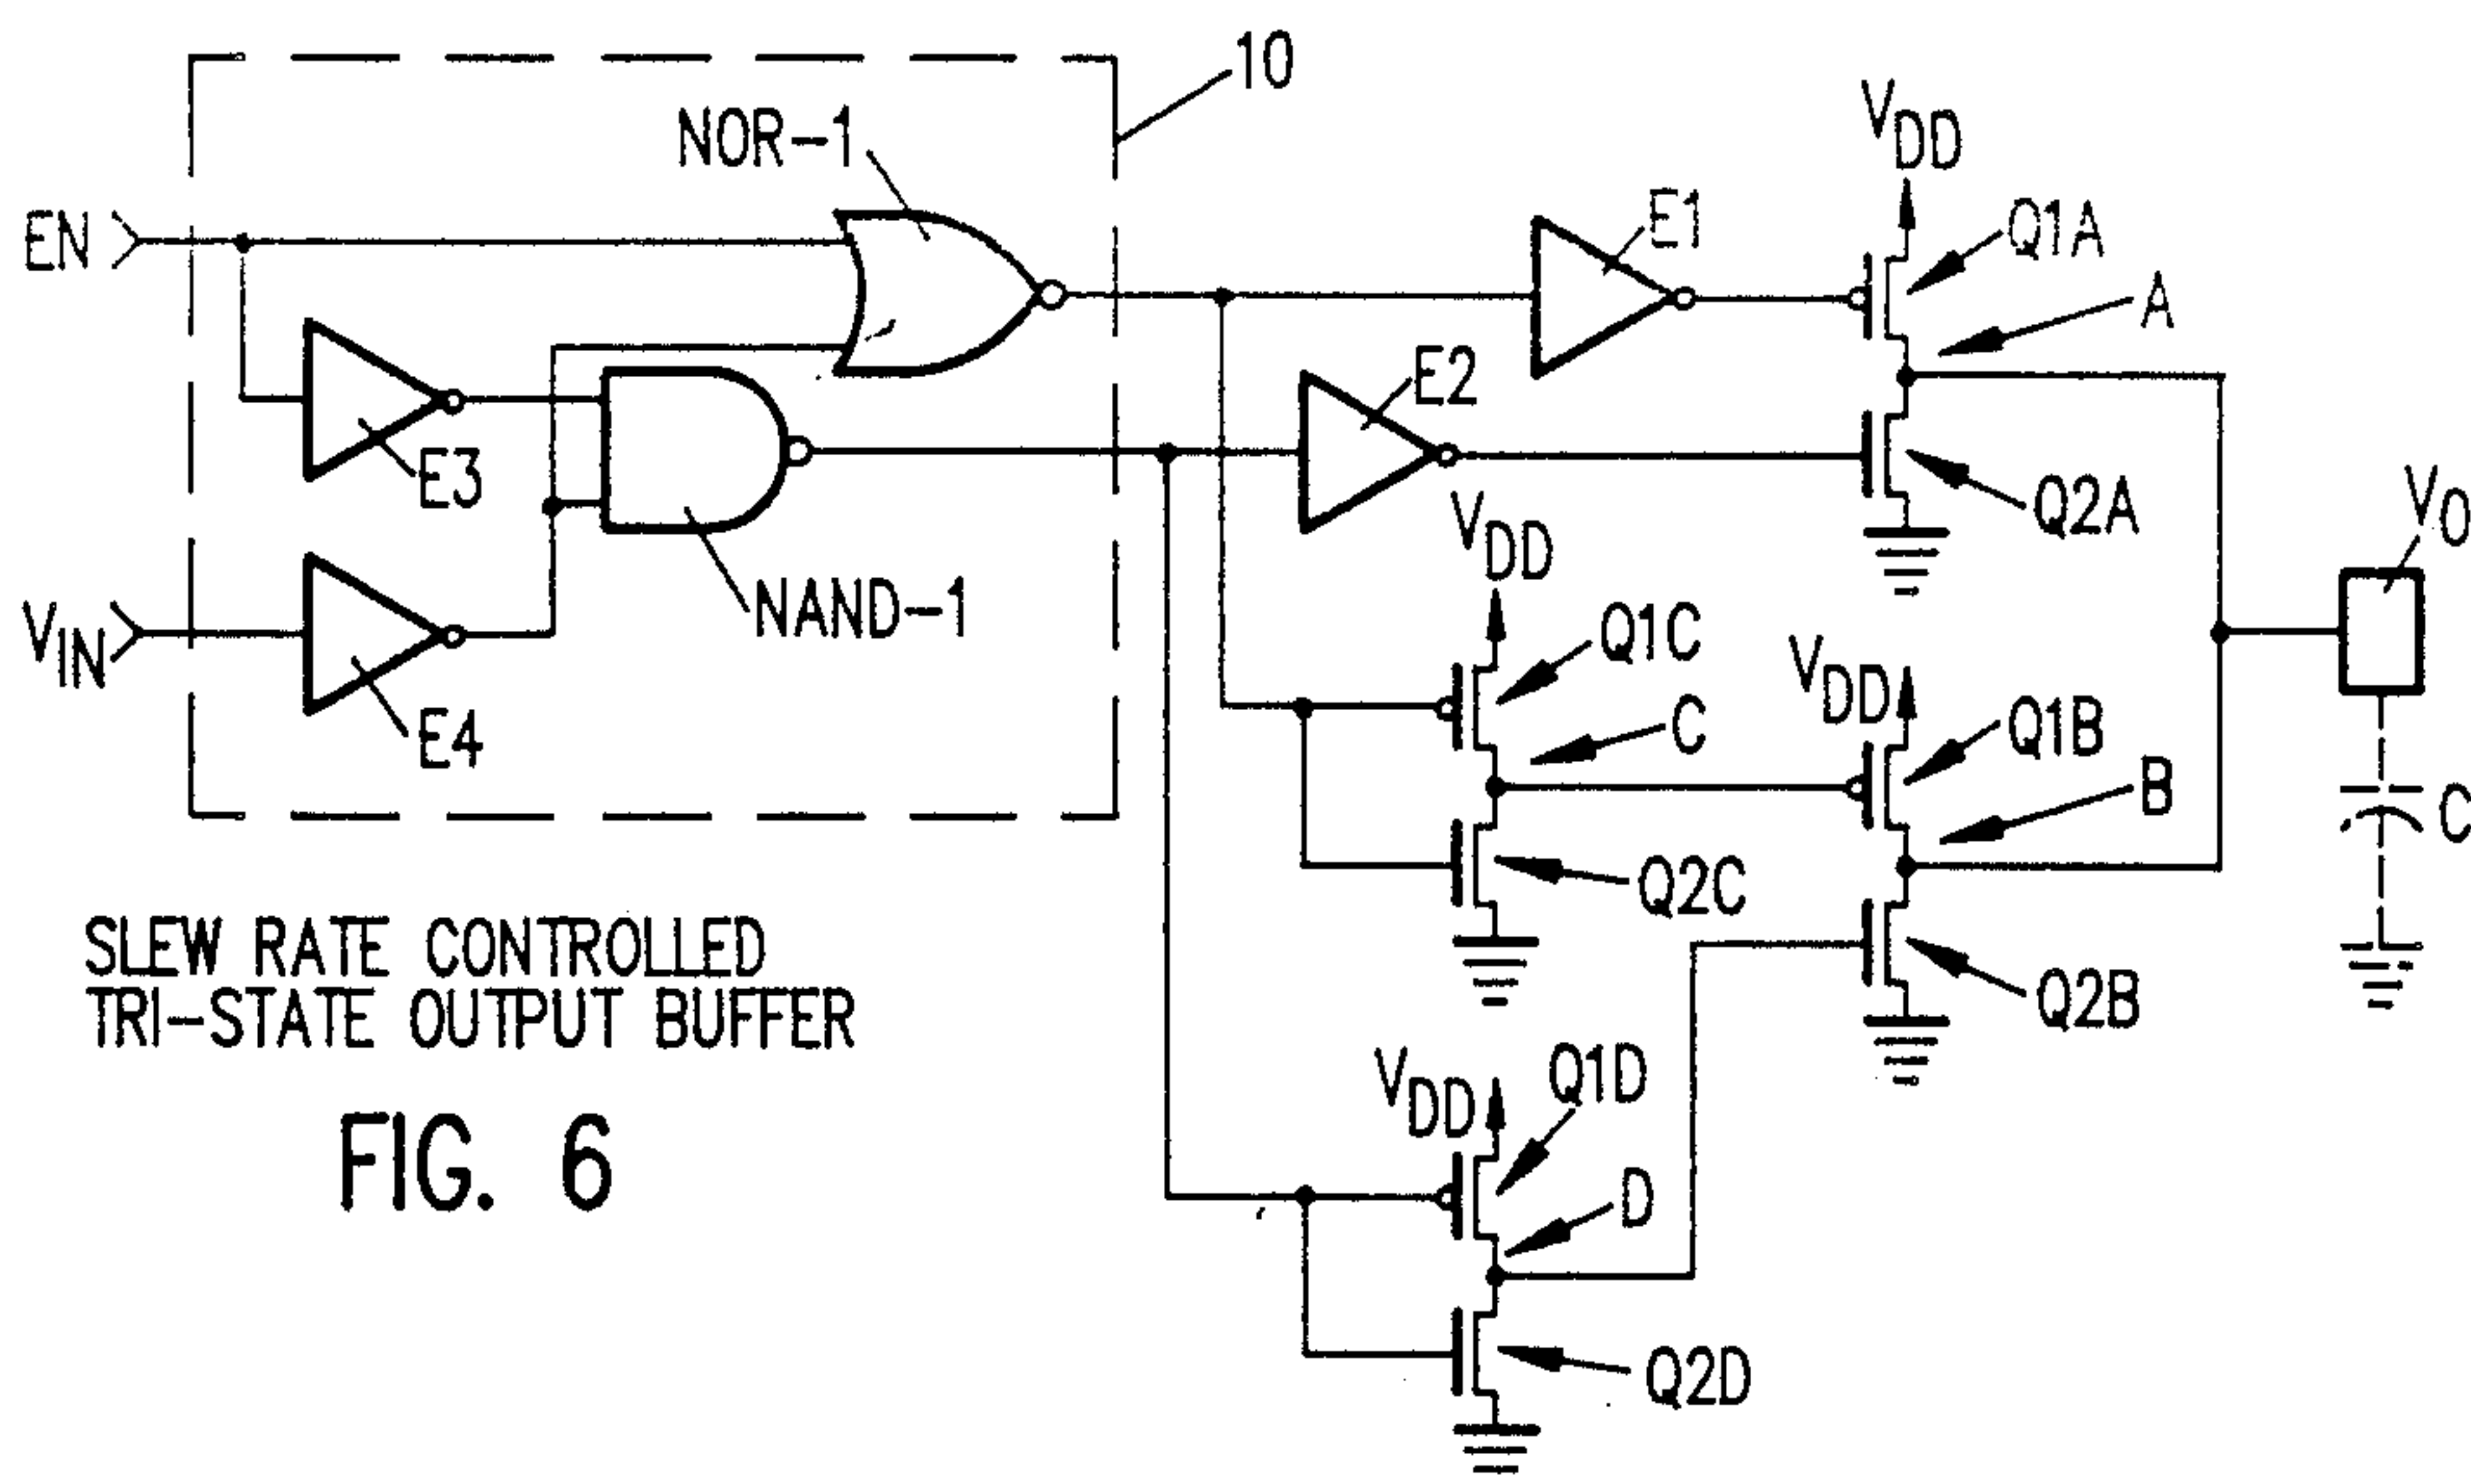 10
NOR-1
EN
E3
VIN
E4
NAND-1
E1
E2
VDD
Q1A
A
Q2A
VO
VDD
Q1C
C
Q2C
VDD
Q1B
B
Q2B
C
VDD
Q1D
D
Q2D
SLEW RATE CONTROLLED
TRI-STATE OUTPUT BUFFER
FIG. 6